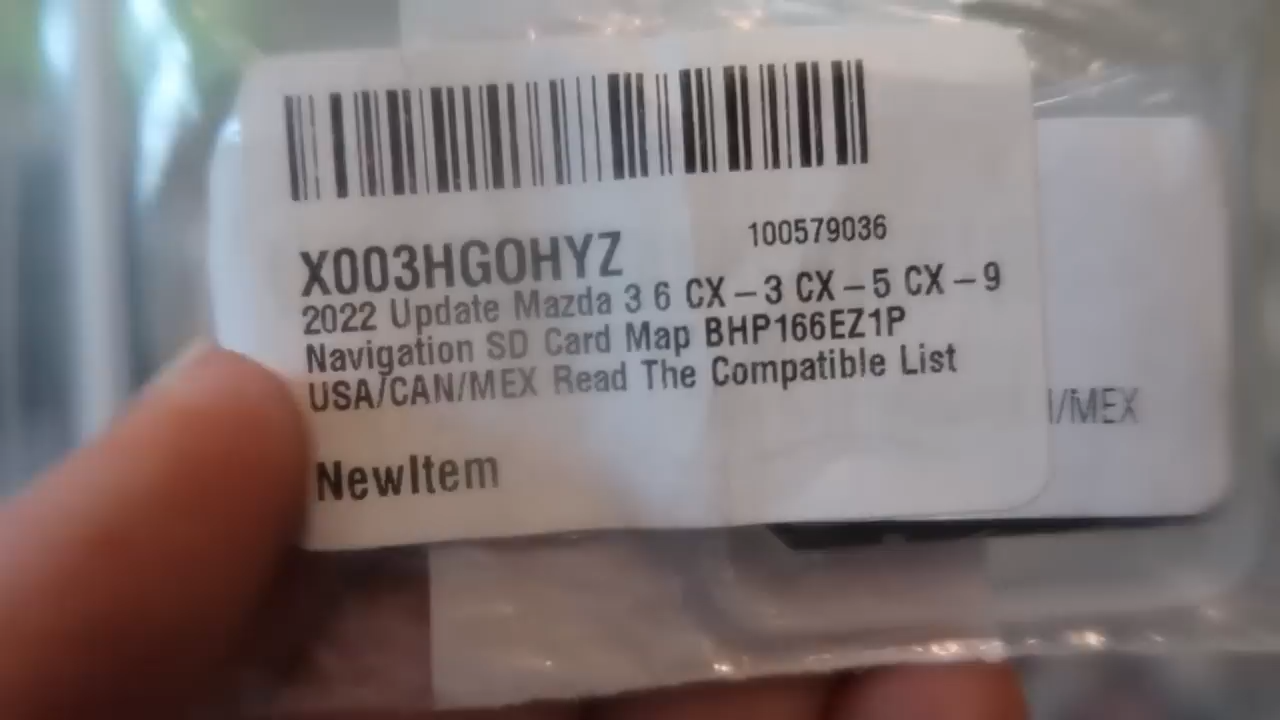 X003HGOHYZ 100579036
2022 Update Mazda 3 6 CX – 3 CX – 5 CX – 9
Navigation SD Card Map BHP166EZ1P
USA/CAN/MEX Read The Compatible List
NewItem
/MEX